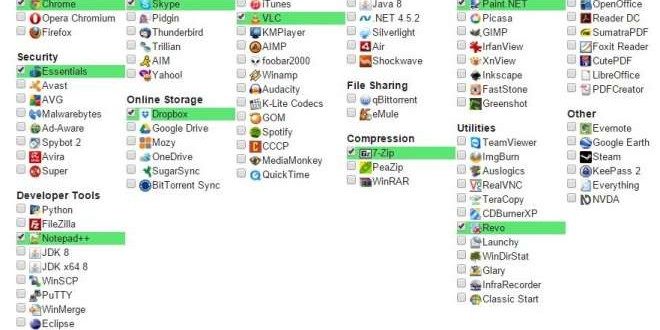 Chrome
Opera Chromium
Firefox
Security
Essentials
Avast
AVG
Malwarebytes
Ad-Aware
Spybot 2
Avira
Super
Developer Tools
Python
FileZilla
Notepad++
JDK 8
JDK x64 8
WinSCP
PuTTY
WinMerge
Eclipse
Skype
Pidgin
Thunderbird
Trillian
AIM
Yahoo!
Online Storage
Dropbox
Google Drive
Mozy
OneDrive
SugarSync
BitTorrent Sync
iTunes
VLC
KMPlayer
AIMP
foobar2000
Winamp
Audacity
K-Lite Codecs
GOM
Spotify
CCCP
MediaMonkey
QuickTime
Java 8
.NET 4.5.2
Silverlight
Air
Shockwave
File Sharing
qBittorrent
eMule
Compression
7-Zip
PeaZip
WinRAR
Paint.NET
Picasa
GIMP
IrfanView
XnView
Inkscape
FastStone
Greenshot
Utilities
TeamViewer
ImgBurn
Auslogics
RealVNC
TeraCopy
CDBurnerXP
Revo
Launchy
WinDirStat
Glary
InfraRecorder
Classic Start
OpenOffice
Reader DC
SumatraPDF
Foxit Reader
CutePDF
LibreOffice
PDFCreator
Other
Evernote
Google Earth
Steam
KeePass 2
Everything
NVDA